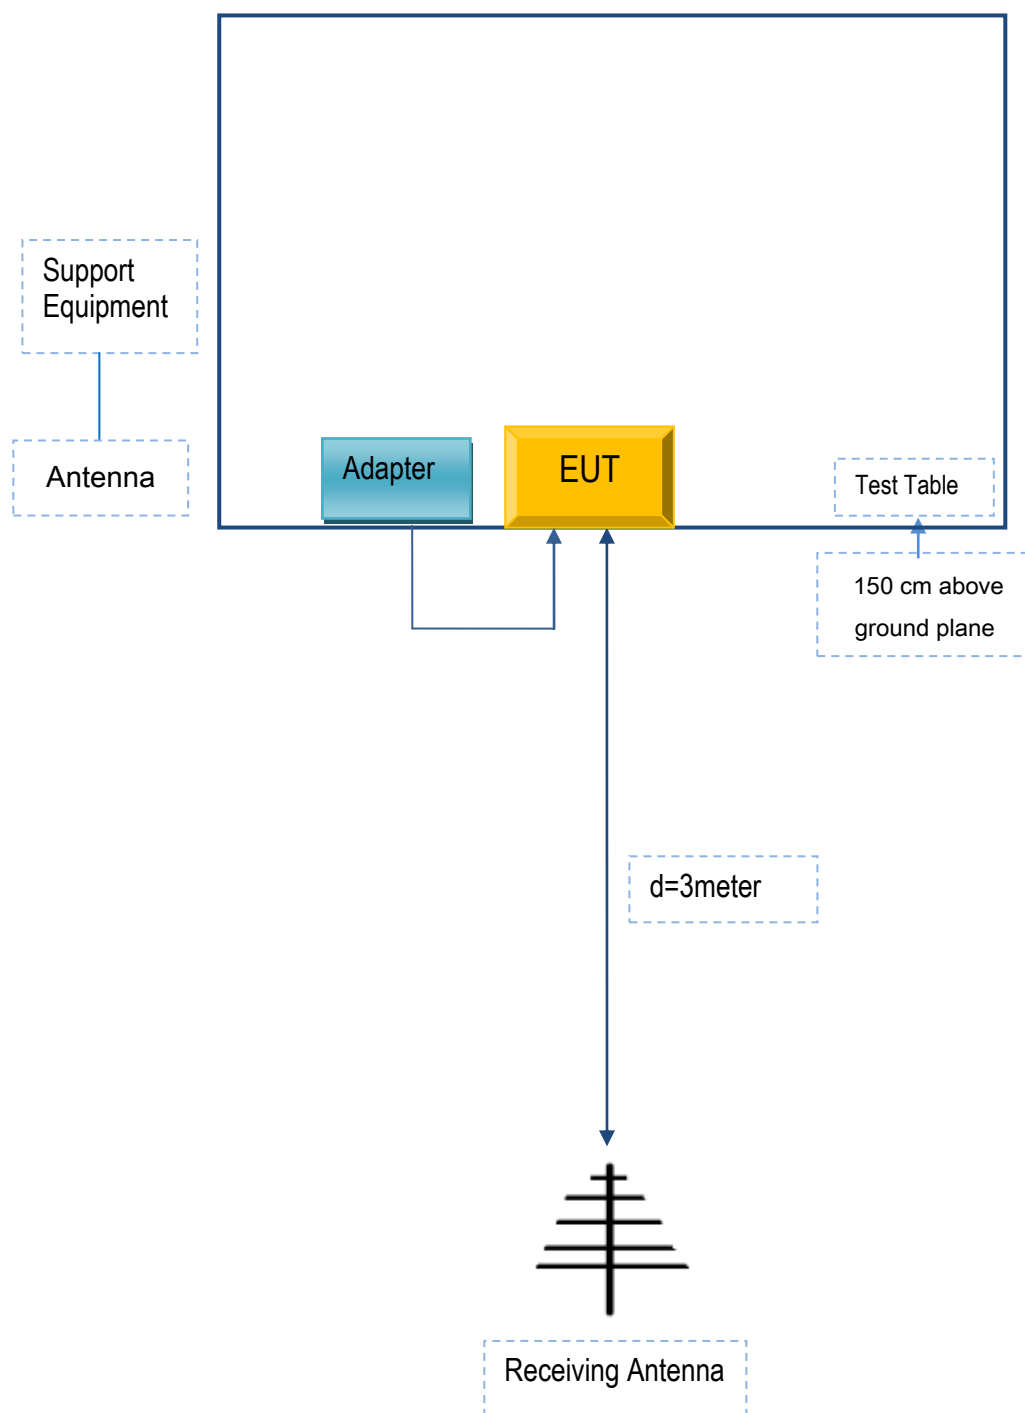 Support
Equipment
Antenna
Adapter
EUT
Test Table
150 cm above
ground plane
d=3meter
Receiving Antenna